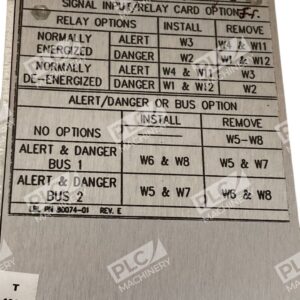 SIGNAL INPUT/RELAY CARD OPTIONS
RELAY OPTIONS INSTALL REMOVE
NORMALLY ENERGIZED ALERT W3 W4 & W11
DANGER W2 W1 & W12
NORMALLY DE-ENERGIZED ALERT W4 & W11 W3
DANGER W1 & W12 W2
ALERT/DANGER OR BUS OPTION
INSTALL REMOVE
NO OPTIONS W5-W8
ALERT & DANGER BUS 1 W6 & W8 W5 & W7
ALERT & DANGER BUS 2 W5 & W7 W6 & W8
PN 80074-01 REV. E
PLC MACHINERY
T